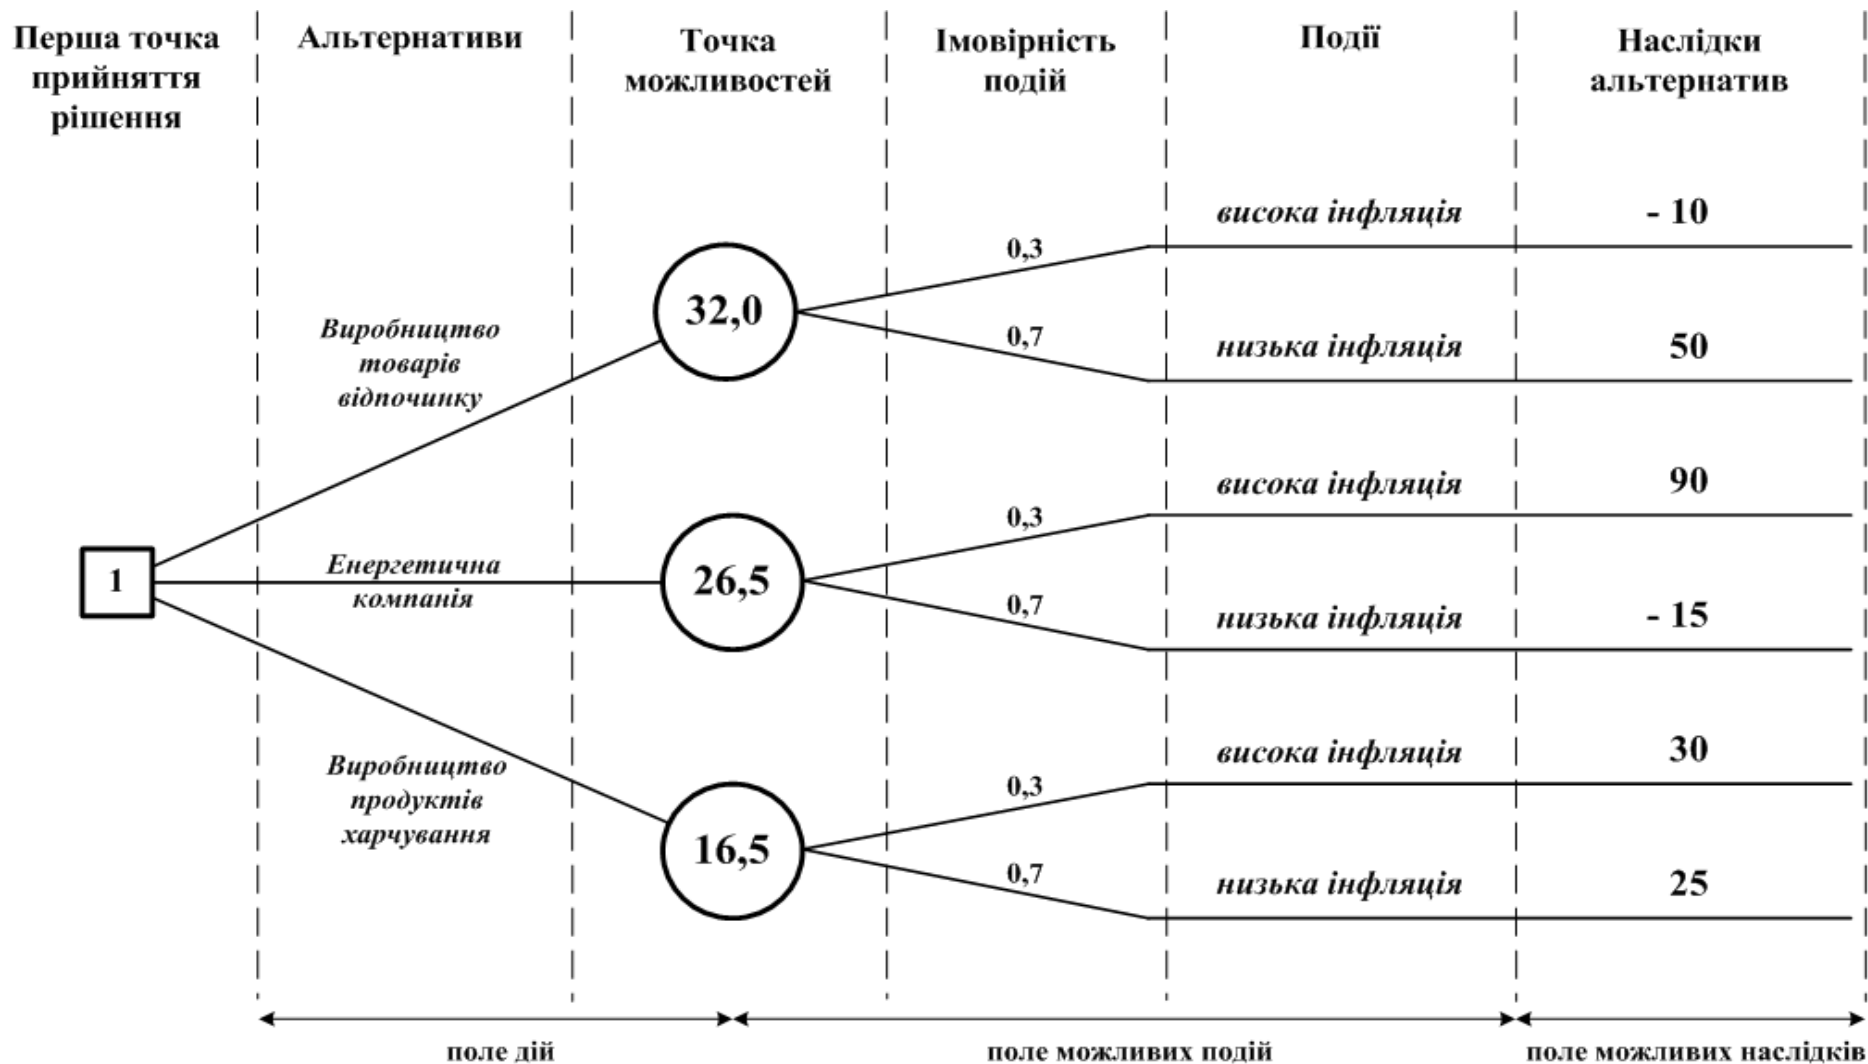 Перша точка
прийняття
рішення
Альтернативи
Точка
можливостей
Імовірність
подій
Події
Наслідки
альтернатив
висока інфляція
- 10
0,3
32,0
0,7
низька інфляція
50
Виробництво
товарів
відпочинку
висока інфляція
90
0,3
1
Енергетична
компанія
26,5
0,7
низька інфляція
- 15
висока інфляція
30
0,3
Виробництво
продуктів
харчування
16,5
0,7
низька інфляція
25
поле дій
поле можливих подій
поле можливих наслідків